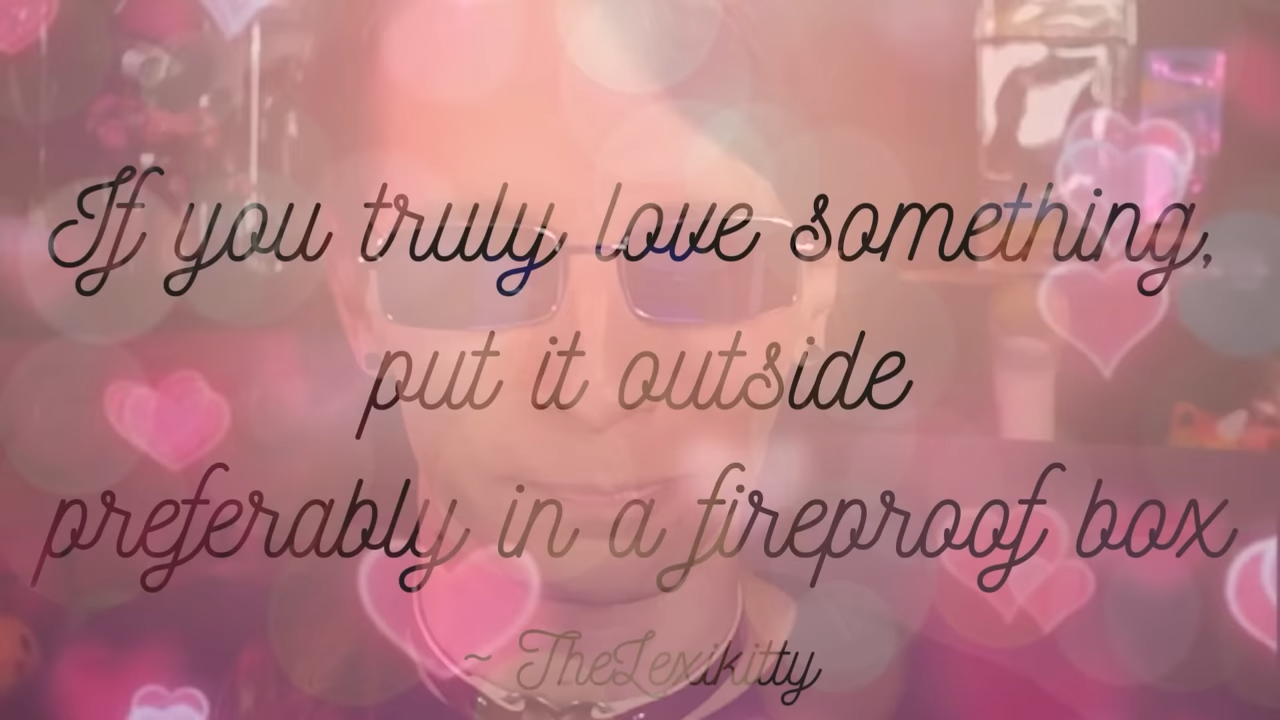 If you truly love something,
put it outside
preferably in a fireproof box
~ TheLexikitty